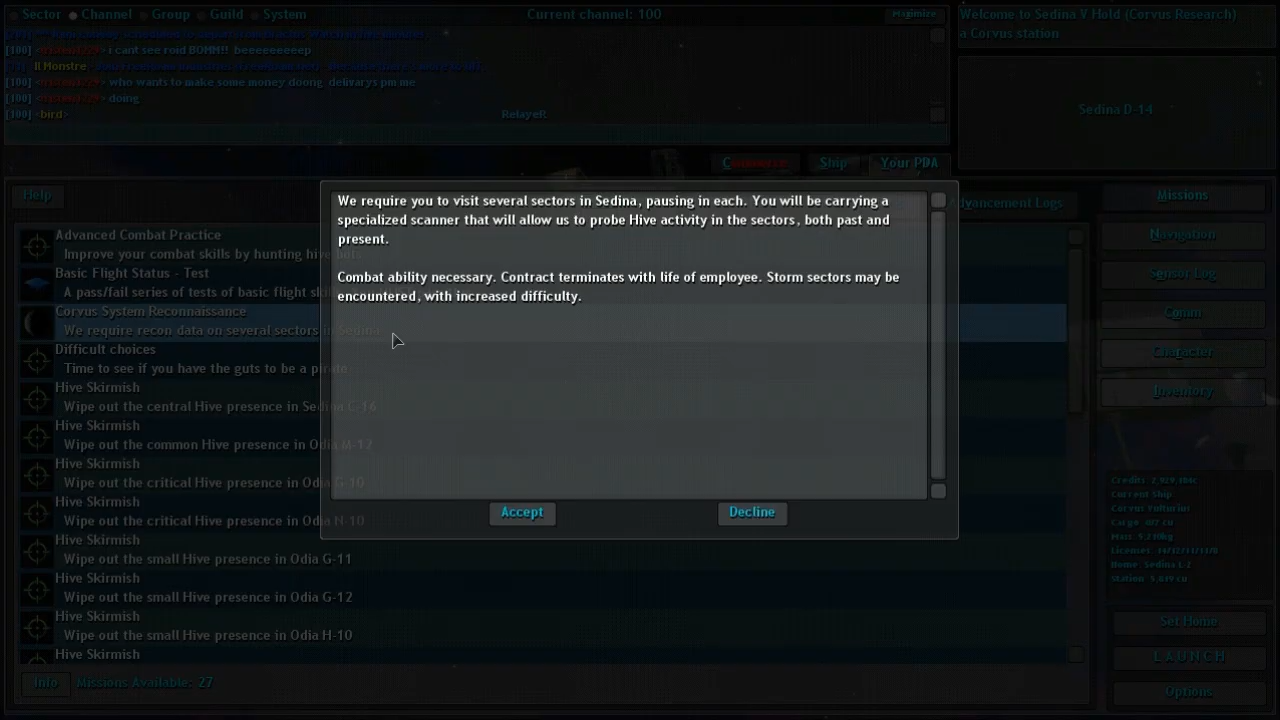 Sector Channel Group Guild System
Current channel: 100
Maximize
[100] i cant see roid BOMM!! beeeeeeeep
Il Monstre
[100] who wants to make some money doong delivarys pm me
[100] doing
[100] <bird> RelayeR
Welcome to Sedina V Hold (Corvus Research)
a Corvus station
Sedina D-14
Ship
Your PDA
Help
Advancement Logs
Advanced Combat Practice
Improve your combat skills by hunting hive bots
Basic Flight Status - Test
A pass/fail series of tests of basic flight
Corvus System Reconnaissance
We require recon data on several sectors in Sedina
Difficult choices
Time to see if you have the guts to be a pirate
Hive Skirmish
Wipe out the central Hive presence in Sedina C-16
Hive Skirmish
Wipe out the common Hive presence in Odia M-12
Hive Skirmish
Wipe out the critical Hive presence in Odia G-10
Hive Skirmish
Wipe out the critical Hive presence in Odia N-10
Hive Skirmish
Wipe out the small Hive presence in Odia G-11
Hive Skirmish
Wipe out the small Hive presence in Odia G-12
Hive Skirmish
Wipe out the small Hive presence in Odia H-10
Hive Skirmish
Info
Missions Available: 27
We require you to visit several sectors in Sedina, pausing in each. You will be carrying a
specialized scanner that will allow us to probe Hive activity in the sectors, both past and
present.
Combat ability necessary. Contract terminates with life of employee. Storm sectors may be
encountered, with increased difficulty.
Accept
Decline
Missions
Navigation
Sensor Log
Comm
Character
Inventory
Current Ship:
Corvus Vulturius
Home: Sedina L-2
Set Home
LAUNCH
Options